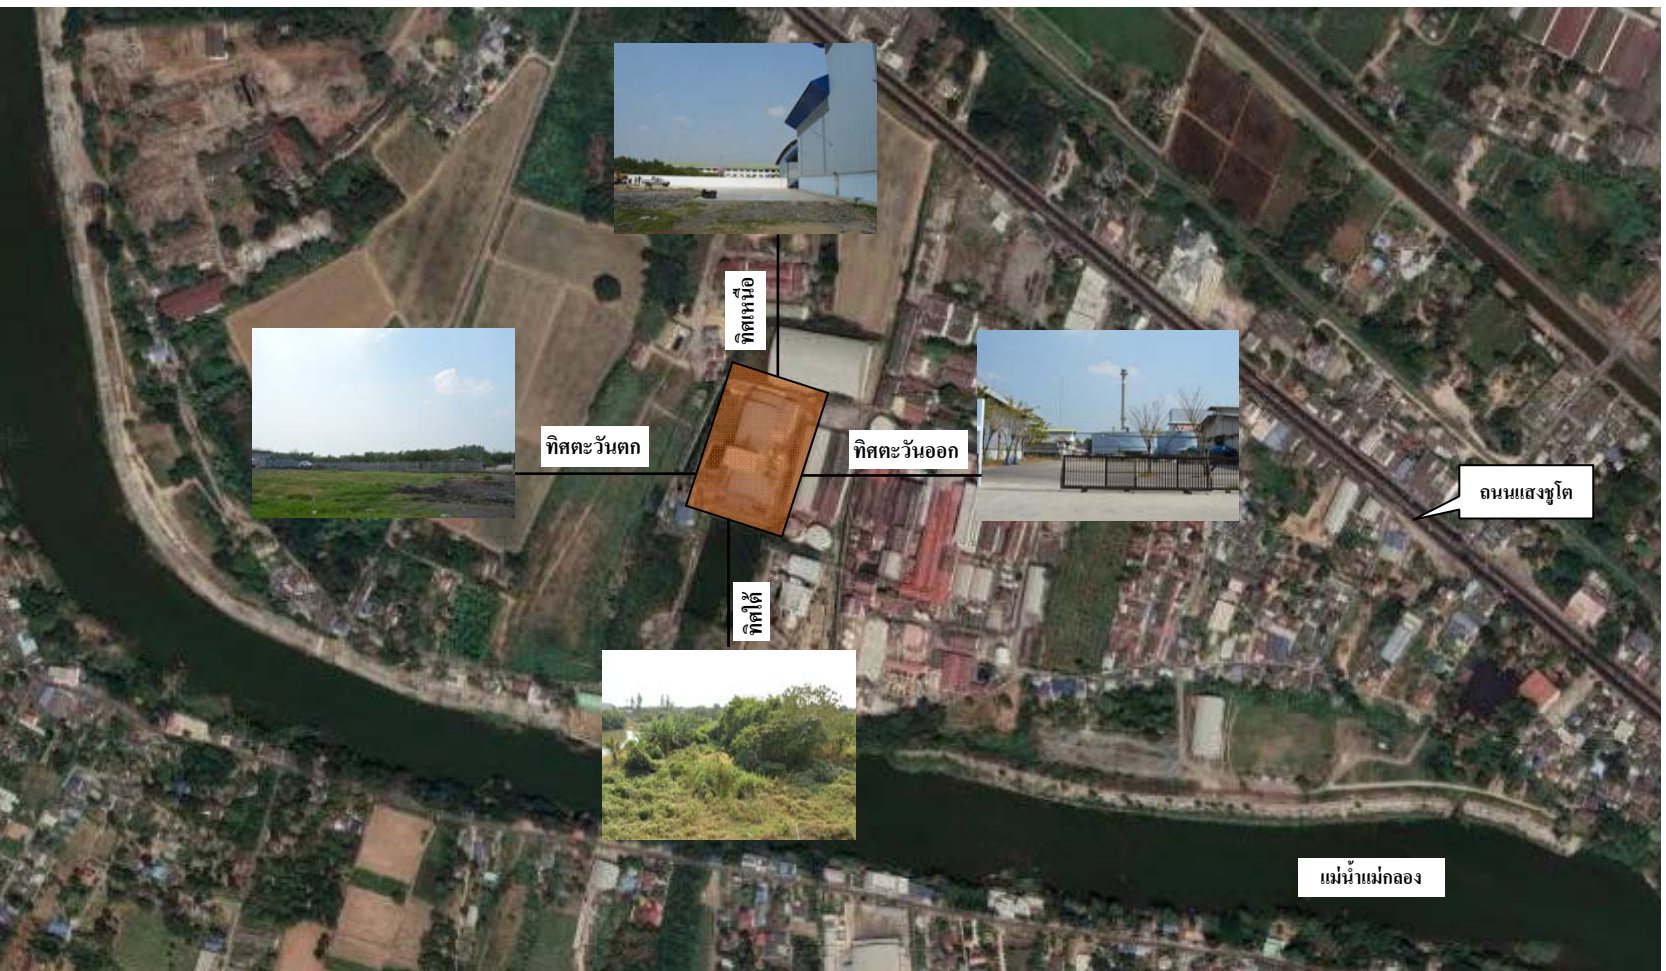 ทิศเหนือ
ทิศตะวันตก
ทิศตะวันออก
ถนนแสงชูโต
ทิศใต้
แม่น้ำแม่กลอง